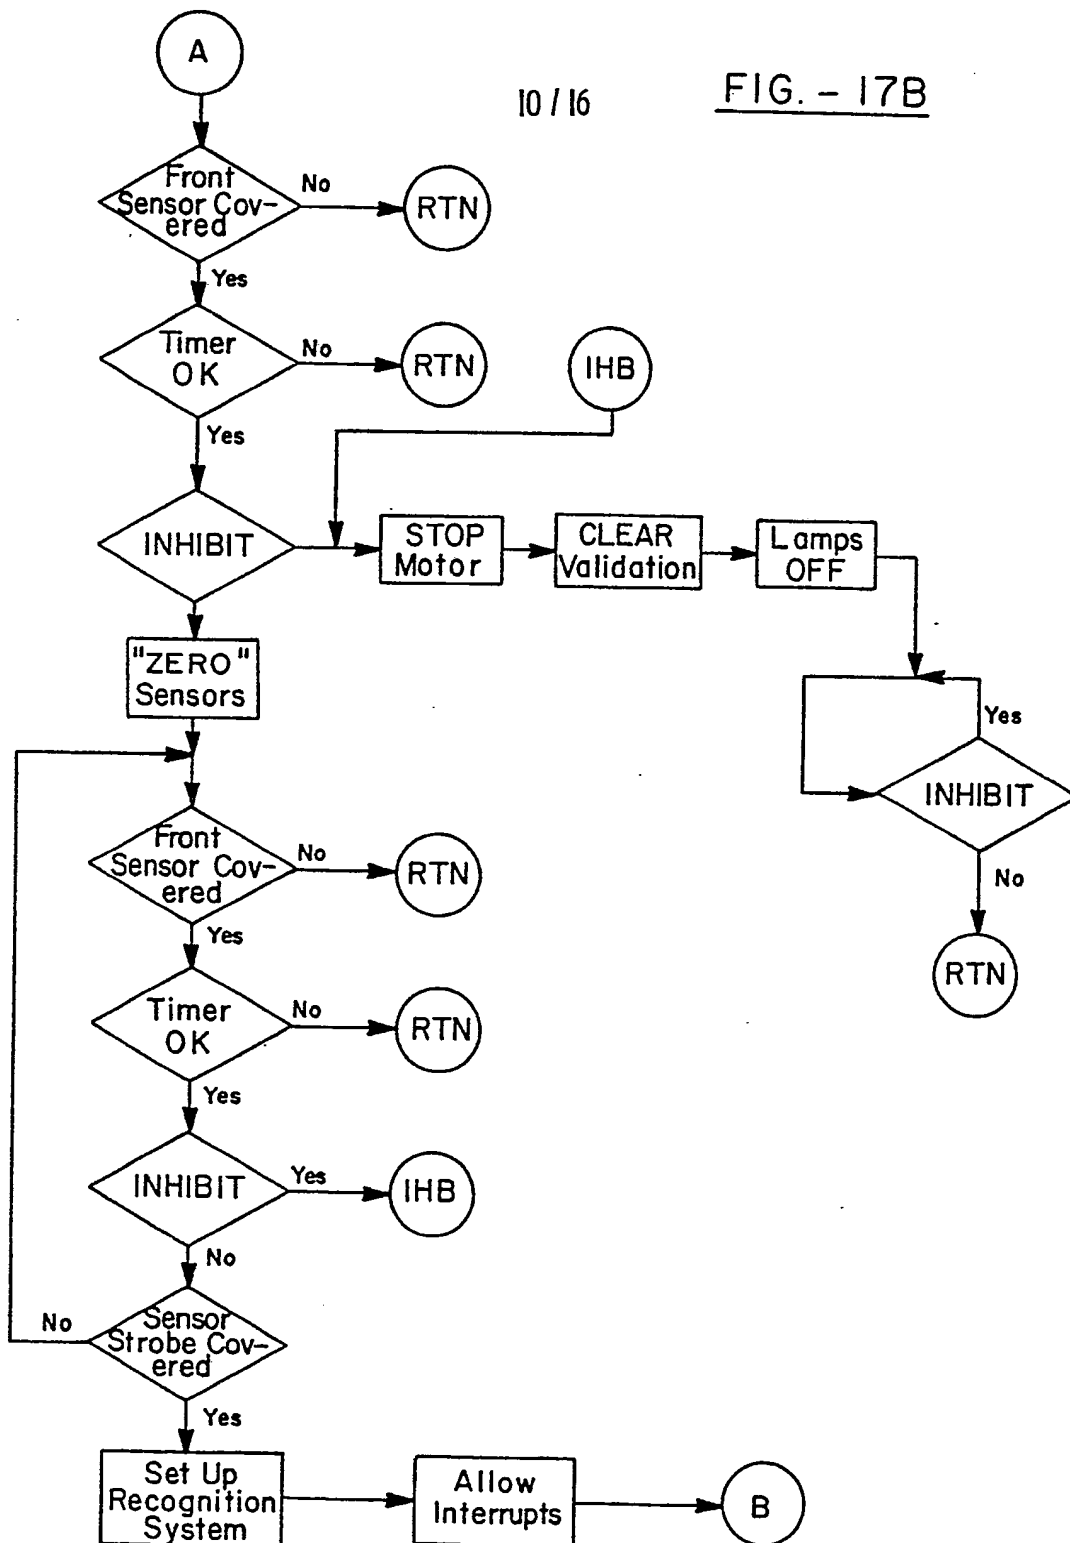 A
10/16
FIG. - 17B
Front
Sensor Cov-
ered
No
RTN
Yes
Timer
OK
No
RTN
IHB
Yes
INHIBIT
STOP
Motor
CLEAR
Validation
Lamps
OFF
"ZERO"
Sensors
Yes
INHIBIT
No
RTN
Front
Sensor Cov-
ered
No
RTN
Yes
Timer
OK
No
RTN
Yes
INHIBIT
Yes
IHB
No
Sensor
Strobe Cov-
ered
No
Yes
Set Up
Recognition
System
Allow
Interrupts
B